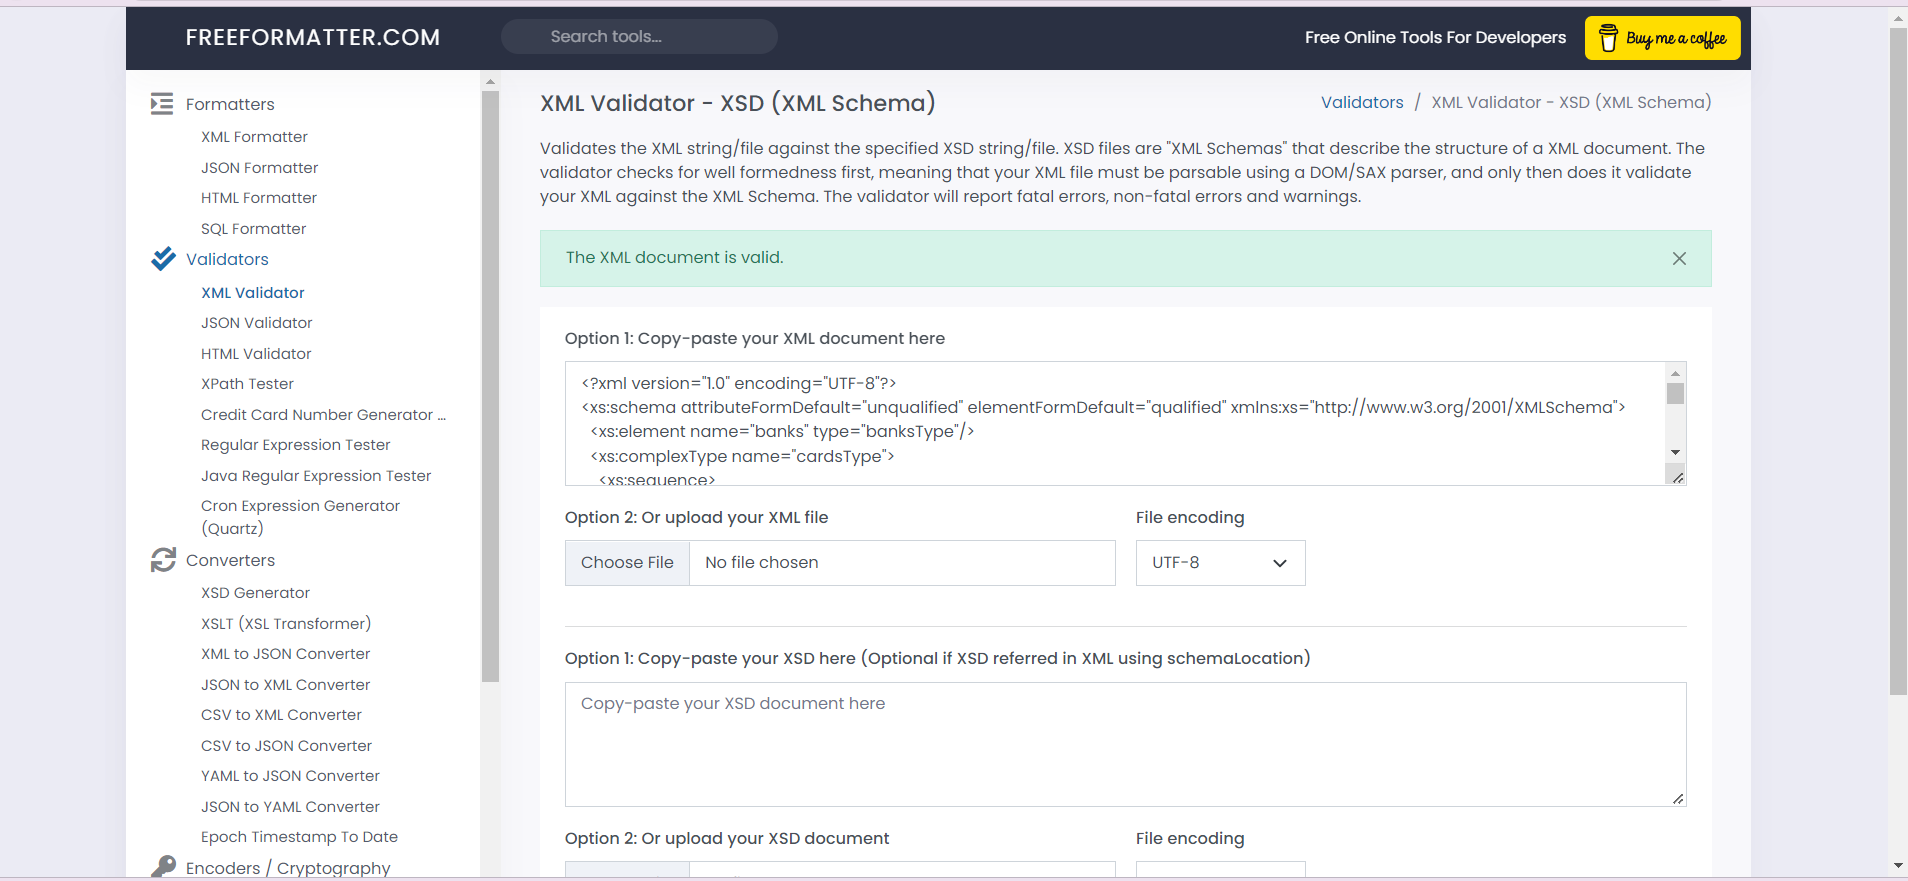 FREEFORMATTER.COM
Search tools...
Free Online Tools For Developers
Buy me a coffee
Formatters
XML Formatter
JSON Formatter
HTML Formatter
SQL Formatter
Validators
XML Validator
JSON Validator
HTML Validator
XPath Tester
Credit Card Number Generator ...
Regular Expression Tester
Java Regular Expression Tester
Cron Expression Generator
(Quartz)
Converters
XSD Generator
XSLT (XSL Transformer)
XML to JSON Converter
JSON to XML Converter
CSV to XML Converter
CSV to JSON Converter
YAML to JSON Converter
JSON to YAML Converter
Epoch Timestamp To Date
Encoders / Cryptography
XML Validator - XSD (XML Schema)
Validators / XML Validator - XSD (XML Schema)
Validates the XML string/file against the specified XSD string/file. XSD files are "XML Schemas" that describe the structure of a XML document. The
validator checks for well formedness first, meaning that your XML file must be parsable using a DOM/SAX parser, and only then does it validate
your XML against the XML Schema. The validator will report fatal errors, non-fatal errors and warnings.
The XML document is valid.
Option 1: Copy-paste your XML document here
<?xml version="1.0" encoding="UTF-8"?>
<xs:schema attributeFormDefault="unqualified" elementFormDefault="qualified" xmlns:xs="http://www.w3.org/2001/XMLSchema">
<xs:element name="banks" type="banksType"/>
<xs:complexType name="cardsType">
<xs:sequence>
Option 2: Or upload your XML file
File encoding
Choose File
No file chosen
UTF-8
Option 1: Copy-paste your XSD here (Optional if XSD referred in XML using schemaLocation)
Copy-paste your XSD document here
Option 2: Or upload your XSD document
File encoding